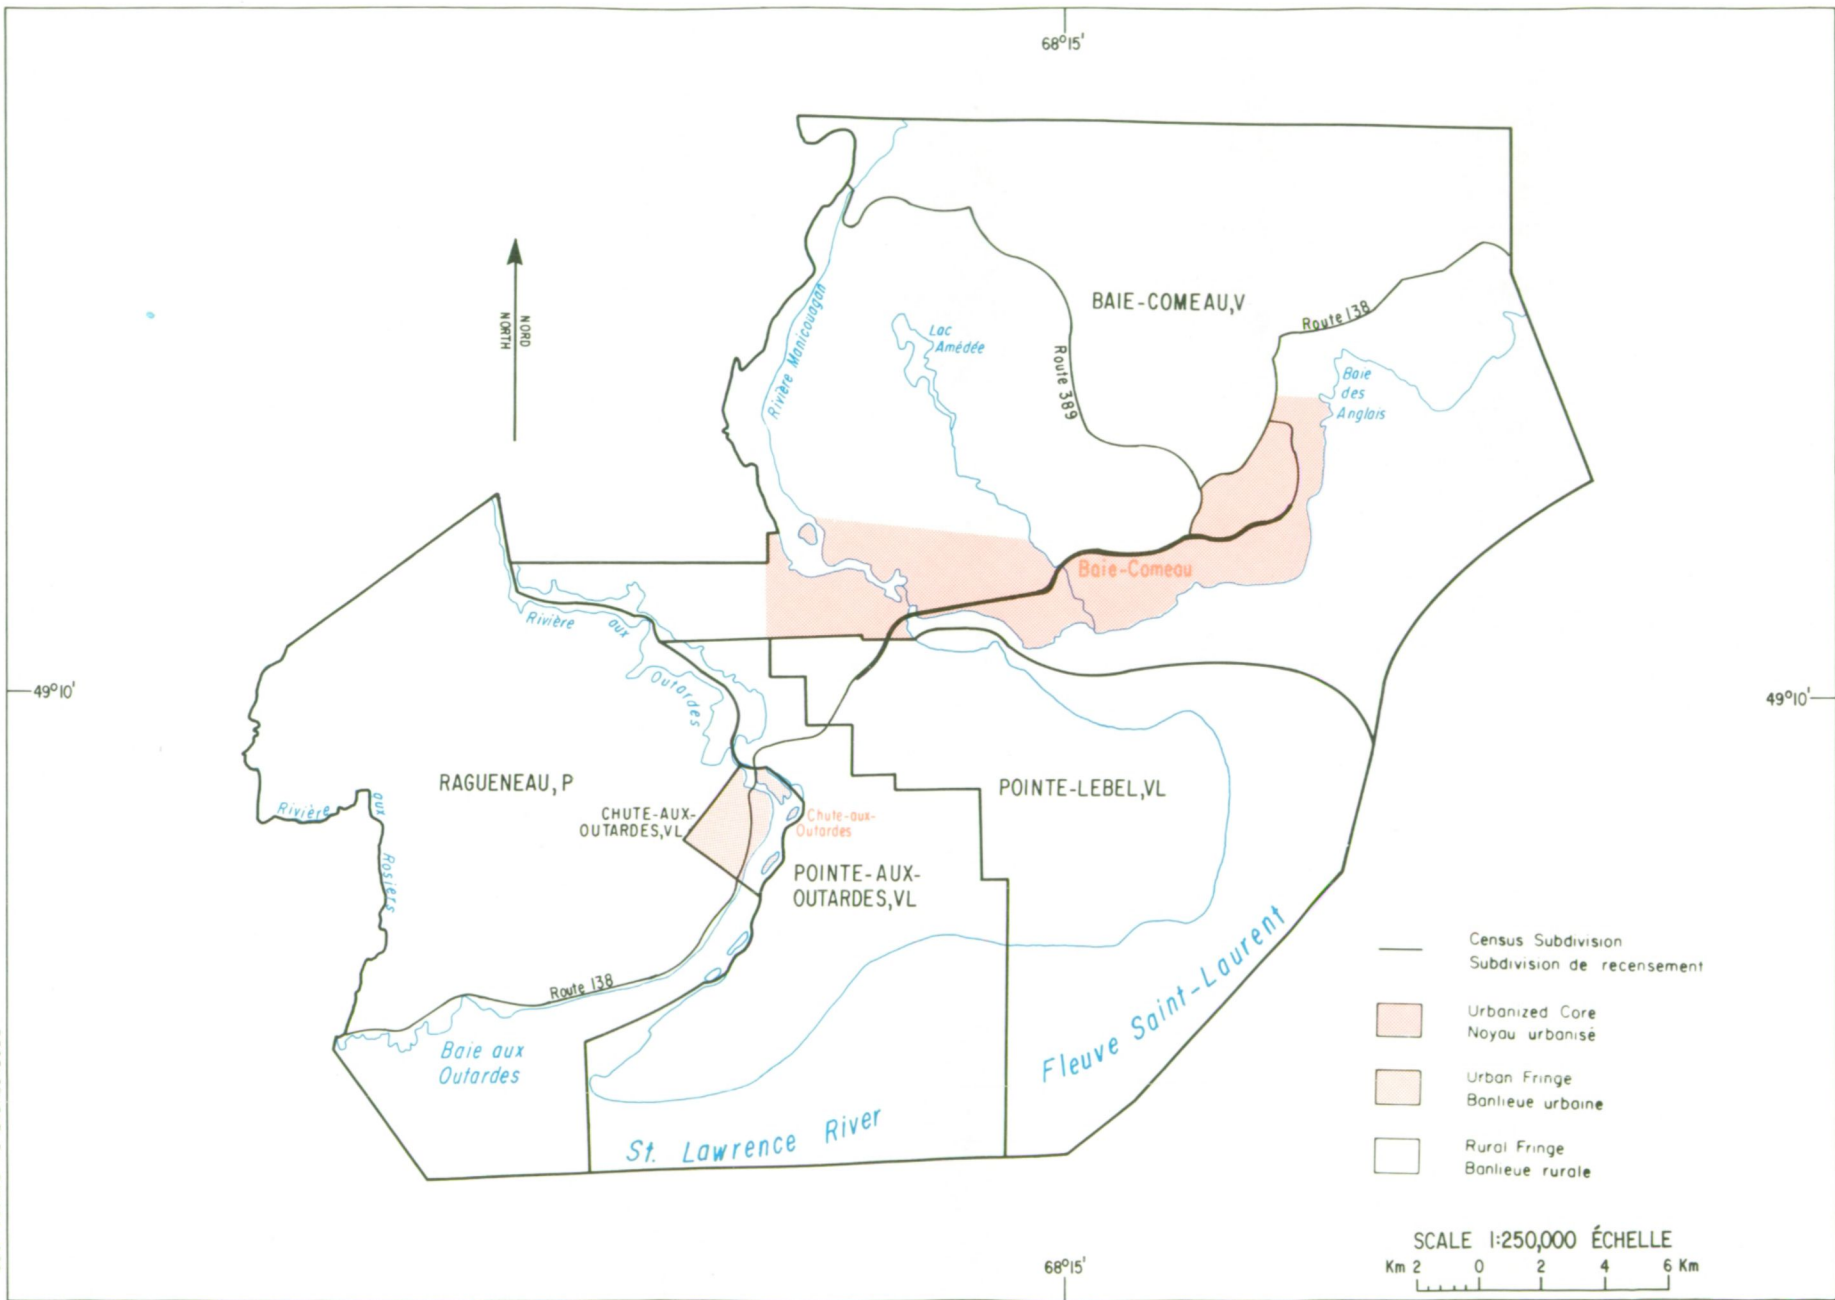 68°15'
NORD
NORTH
BAIE-COMEAU,V
Route 138
Route 389
Rivière Manicouagan
Lac
Amédée
Baie
des
Anglais
Baie-Comeau
Rivière aux
Outardes
49°10'
49°10'
RAGUENEAU, P
CHUTE-AUX-
OUTARDES,VL
Chute-aux-
Outardes
POINTE-LEBEL,VL
POINTE-AUX-
OUTARDES,VL
Rivière aux Rosiers
Route 138
Baie aux
Outardes
Fleuve Saint-Laurent
St. Lawrence River
Census Subdivision
Subdivision de recensement
Urbanized Core
Noyau urbanisé
Urban Fringe
Banlieue urbaine
Rural Fringe
Banlieue rurale
SCALE 1:250,000 ÉCHELLE
Km 2 0 2 4 6 Km
68°15'